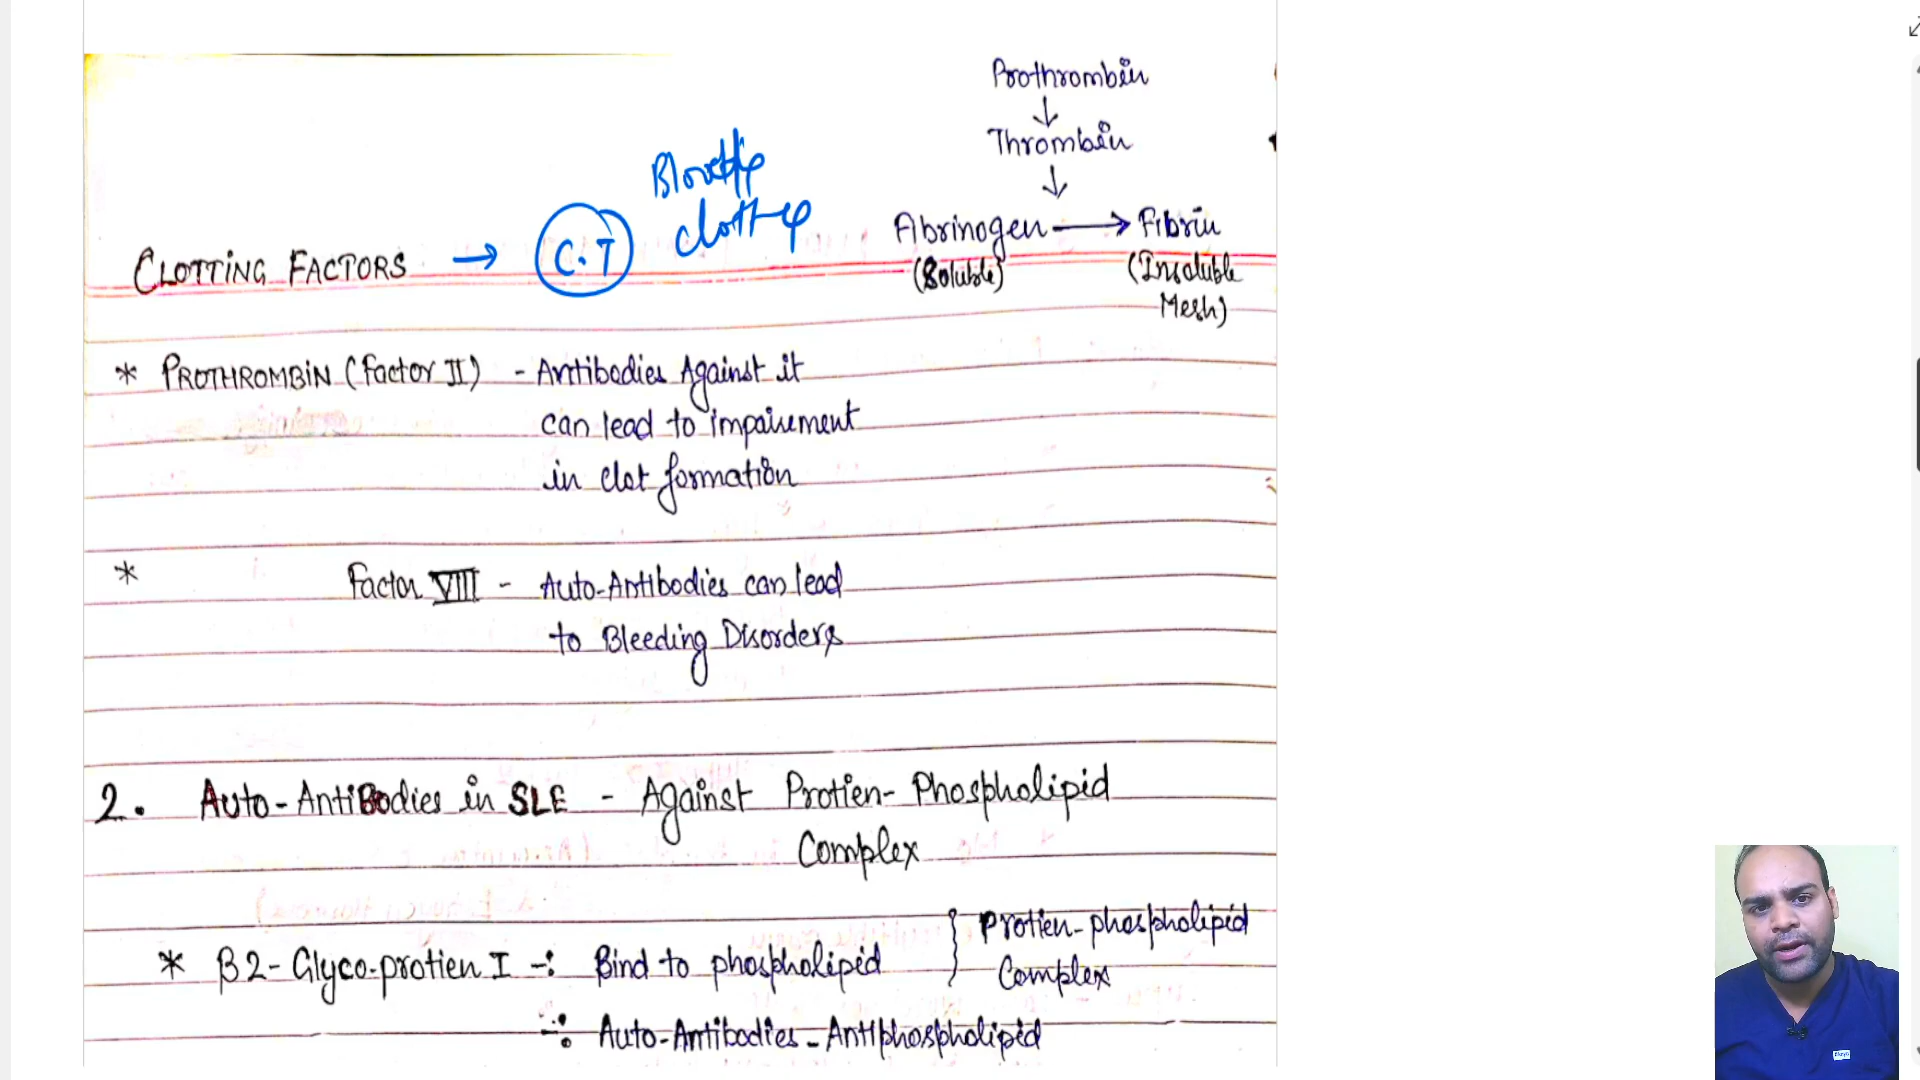 Prothrombin
↓
Thrombin
↓
Fibrinogen → Fibrin
(Soluble) (Insoluble
Mesh)
CLOTTING FACTORS → C.T
* PROTHROMBIN (Factor II) - Antibodies Against it
can lead to impairement
in clot formation
* Factor VIII - Auto-Antibodies can lead
to Bleeding Disorders
2. Auto-AntiBodies in SLE - Against Protien-Phospholipid
Complex
* β2-Glyco-protien I -: Bind to phospholipid } Protien-phospholipid
Complex
-: Auto-Antibodies - Antiphospholipid